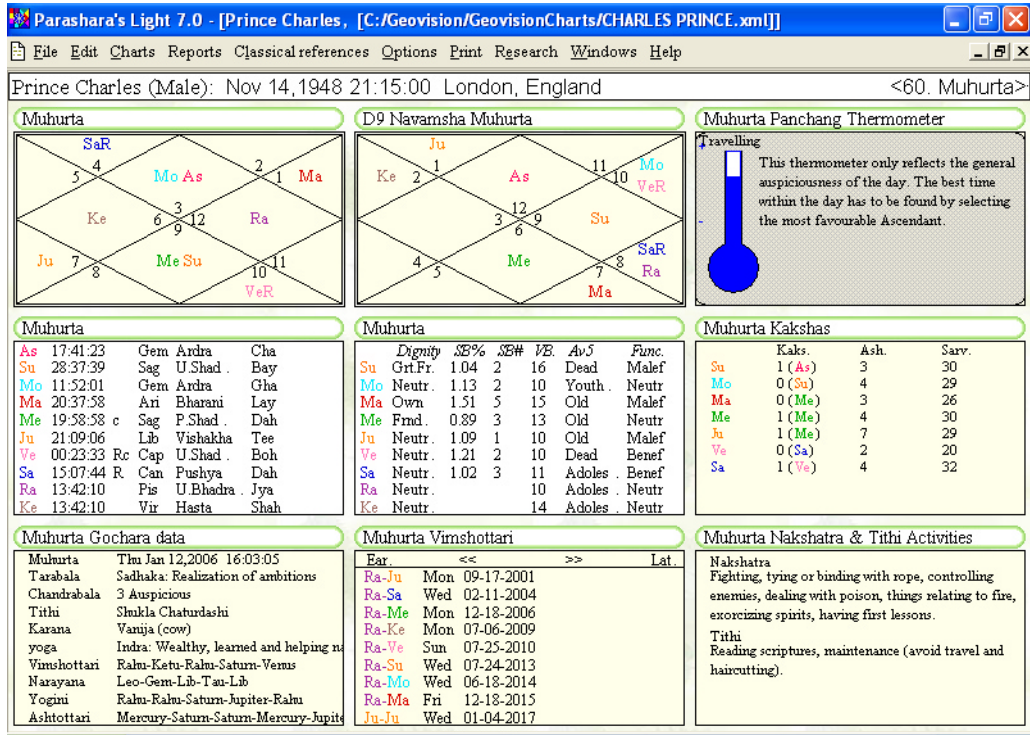 Parashara's Light 7.0 - [Prince Charles, [C:/Geovision/GeovisionCharts/CHARLES PRINCE.xml]]
File Edit Charts Reports Classical references Options Print Research Windows Help
Prince Charles (Male): Nov 14,1948 21:15:00 London, England <60. Muhurta>
Muhurta
SaR
4
5
Mo As
2
1
Ma
Ke
6
3
12
9
Ra
Ju
7
8
Me Su
11
10
VeR
D9 Navamsha Muhurta
Ju
1
Ke 2
As
11
10
Mo
VeR
12
3
9
6
Su
4
5
Me
8
7
SaR
Ra
Ma
Muhurta Panchang Thermometer
Travelling
This thermometer only reflects the general
auspiciousness of the day. The best time
within the day has to be found by selecting
the most favourable Ascendant.
Muhurta
As 17:41:23 Gem Ardra Cha
Su 28:37:39 Sag U.Shad . Bay
Mo 11:52:01 Gem Ardra Gha
Ma 20:37:58 Ari Bharani Lay
Me 19:58:58 c Sag P.Shad . Dah
Ju 21:09:06 Lib Vishakha Tee
Ve 00:23:33 Rc Cap U.Shad . Boh
Sa 15:07:44 R Can Pushya Dah
Ra 13:42:10 Pis U.Bhadra . Jya
Ke 13:42:10 Vir Hasta Shah
Muhurta
Dignity SB% SB# VB. Av5 Func.
Su Grt.Fr. 1.04 2 16 Dead Malef
Mo Neutr. 1.13 2 10 Youth . Neutr
Ma Own 1.51 5 15 Old Malef
Me Frnd. 0.89 3 13 Old Neutr
Ju Neutr. 1.09 1 10 Old Malef
Ve Neutr. 1.21 2 10 Dead Benef
Sa Neutr. 1.02 3 11 Adoles . Benef
Ra Neutr. 10 Adoles . Neutr
Ke Neutr. 14 Adoles . Neutr
Muhurta Kakshas
Kaks. Ash. Sarv.
Su 1 (As) 3 30
Mo 0 (Su) 4 29
Ma 0 (Me) 3 26
Me 1 (Me) 4 30
Ju 1 (Me) 7 29
Ve 0 (Sa) 2 20
Sa 1 (Ve) 4 32
Muhurta Gochara data
Muhurta Thu Jan 12,2006 16:03:05
Tarabala Sadhaka: Realization of ambitions
Chandrabala 3 Auspicious
Tithi Shukla Chaturdashi
Karana Vanija (cow)
yoga Indra: Wealthy, learned and helping na
Vimshottari Rahu-Ketu-Rahu-Saturn-Venus
Narayana Leo-Gem-Lib-Tau-Lib
Yogini Rahu-Rahu-Saturn-Jupiter-Rahu
Ashtottari Mercury-Saturn-Saturn-Mercury-Jupite
Muhurta Vimshottari
Ear. << >> Lat.
Ra-Ju Mon 09-17-2001
Ra-Sa Wed 02-11-2004
Ra-Me Mon 12-18-2006
Ra-Ke Mon 07-06-2009
Ra-Ve Sun 07-25-2010
Ra-Su Wed 07-24-2013
Ra-Mo Wed 06-18-2014
Ra-Ma Fri 12-18-2015
Ju-Ju Wed 01-04-2017
Muhurta Nakshatra & Tithi Activities
Nakshatra
Fighting, tying or binding with rope, controlling
enemies, dealing with poison, things relating to fire,
exorcizing spirits, having first lessons.
Tithi
Reading scriptures, maintenance (avoid travel and
haircutting).